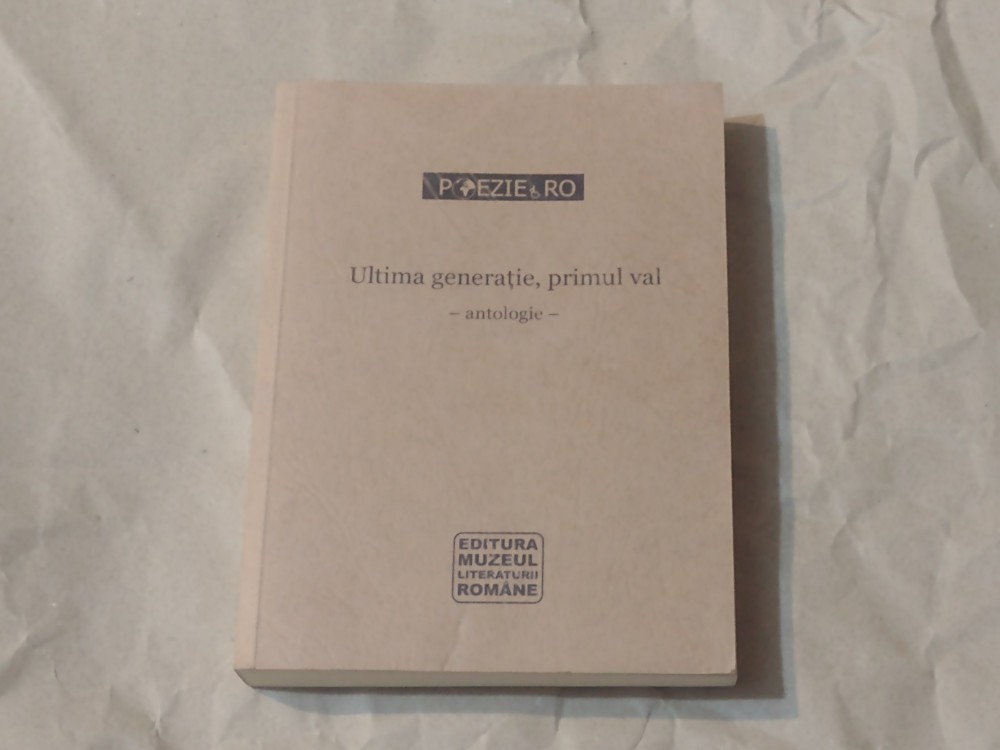 POEZIE.RO
Ultima generație, primul val
– antologie –
EDITURA
MUZEUL
LITERATURII
ROMÂNE